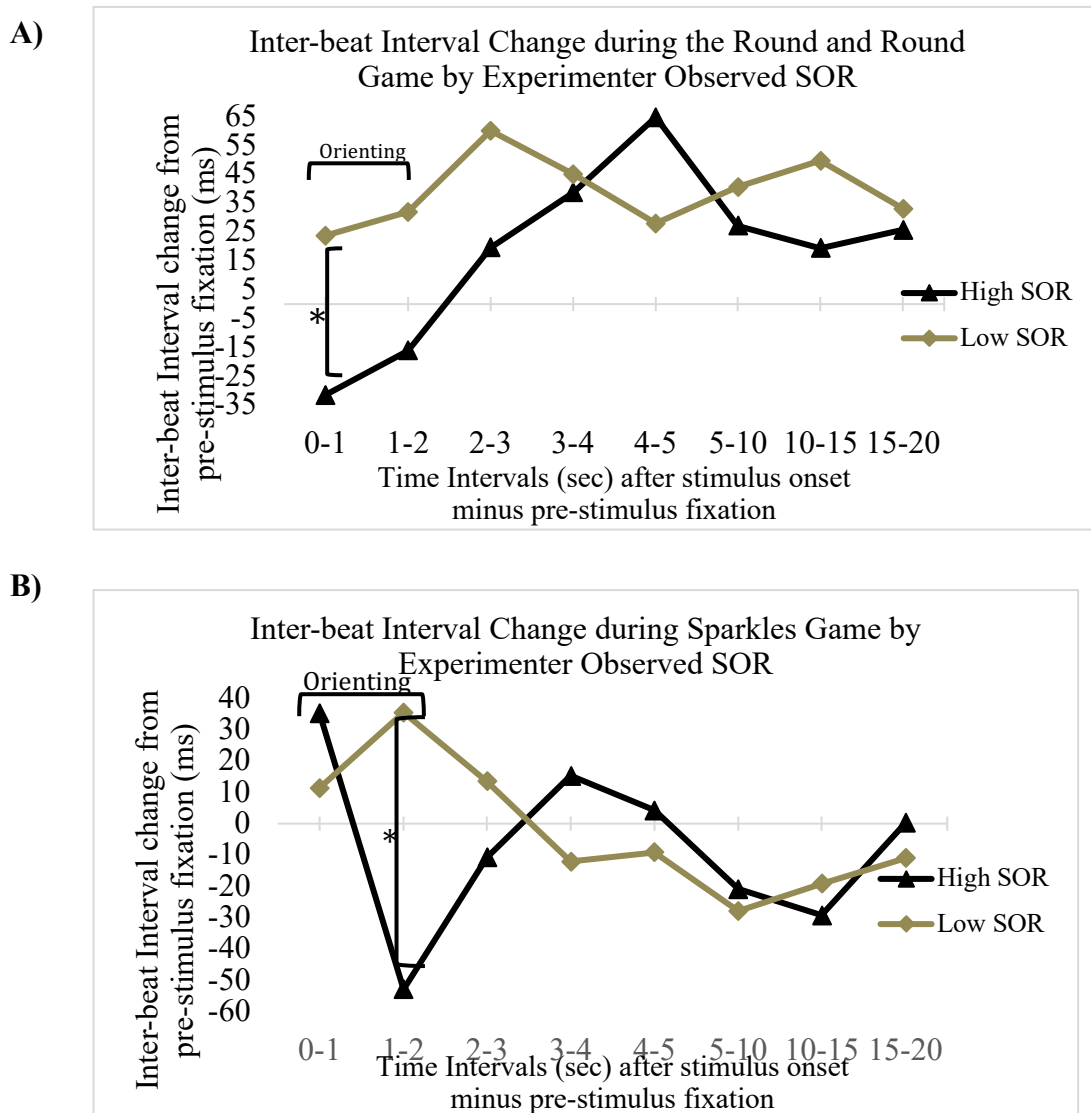 A)
Inter-beat Interval Change during the Round and Round
Game by Experimenter Observed SOR
Inter-beat Interval change from
pre-stimulus fixation (ms)
65
55
45
35
25
15
5
-5
-15
-25
-35
Orienting
*
High SOR
Low SOR
0-1 1-2 2-3 3-4 4-5 5-10 10-15 15-20
Time Intervals (sec) after stimulus onset
minus pre-stimulus fixation
B)
Inter-beat Interval Change during Sparkles Game by
Experimenter Observed SOR
Inter-beat Interval change from
pre-stimulus fixation (ms)
Orienting
40
30
20
10
0
-10
-20
-30
-40
-50
-60
*
High SOR
Low SOR
0-1 1-2 2-3 3-4 4-5 5-10 10-15 15-20
Time Intervals (sec) after stimulus onset
minus pre-stimulus fixation